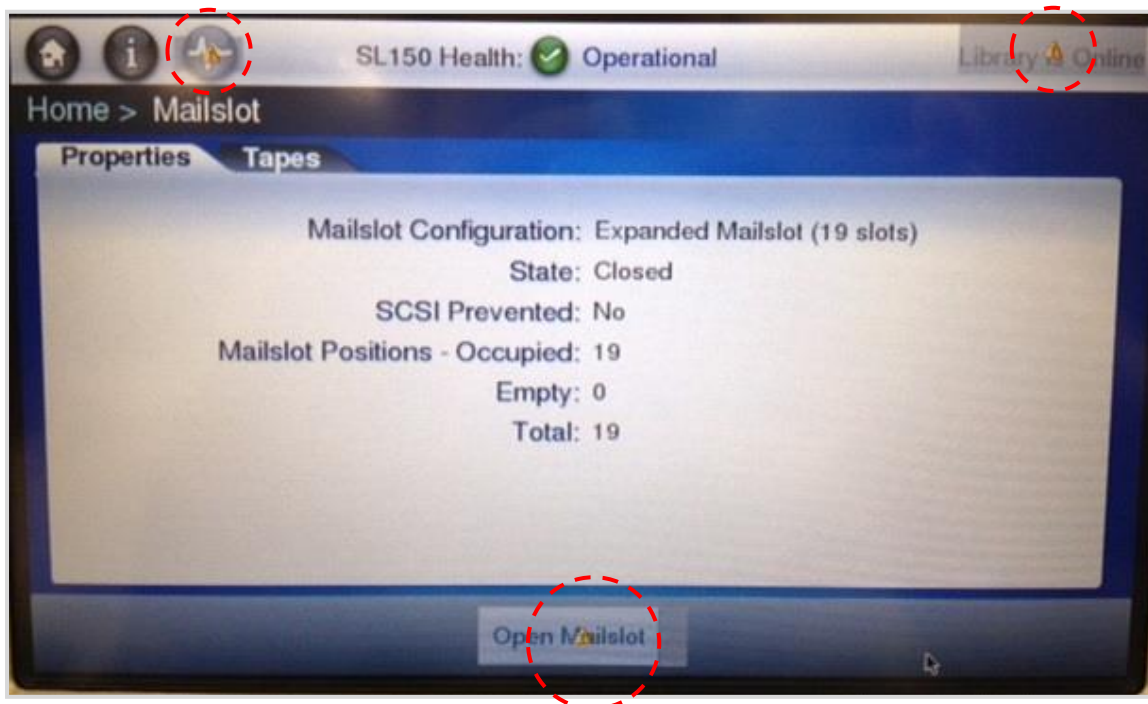 i
SL150 Health: Operational
Library Online
Home > Mailslot
Properties Tapes
Mailslot Configuration: Expanded Mailslot (19 slots)
State: Closed
SCSI Prevented: No
Mailslot Positions - Occupied: 19
Empty: 0
Total: 19
Open Mailslot